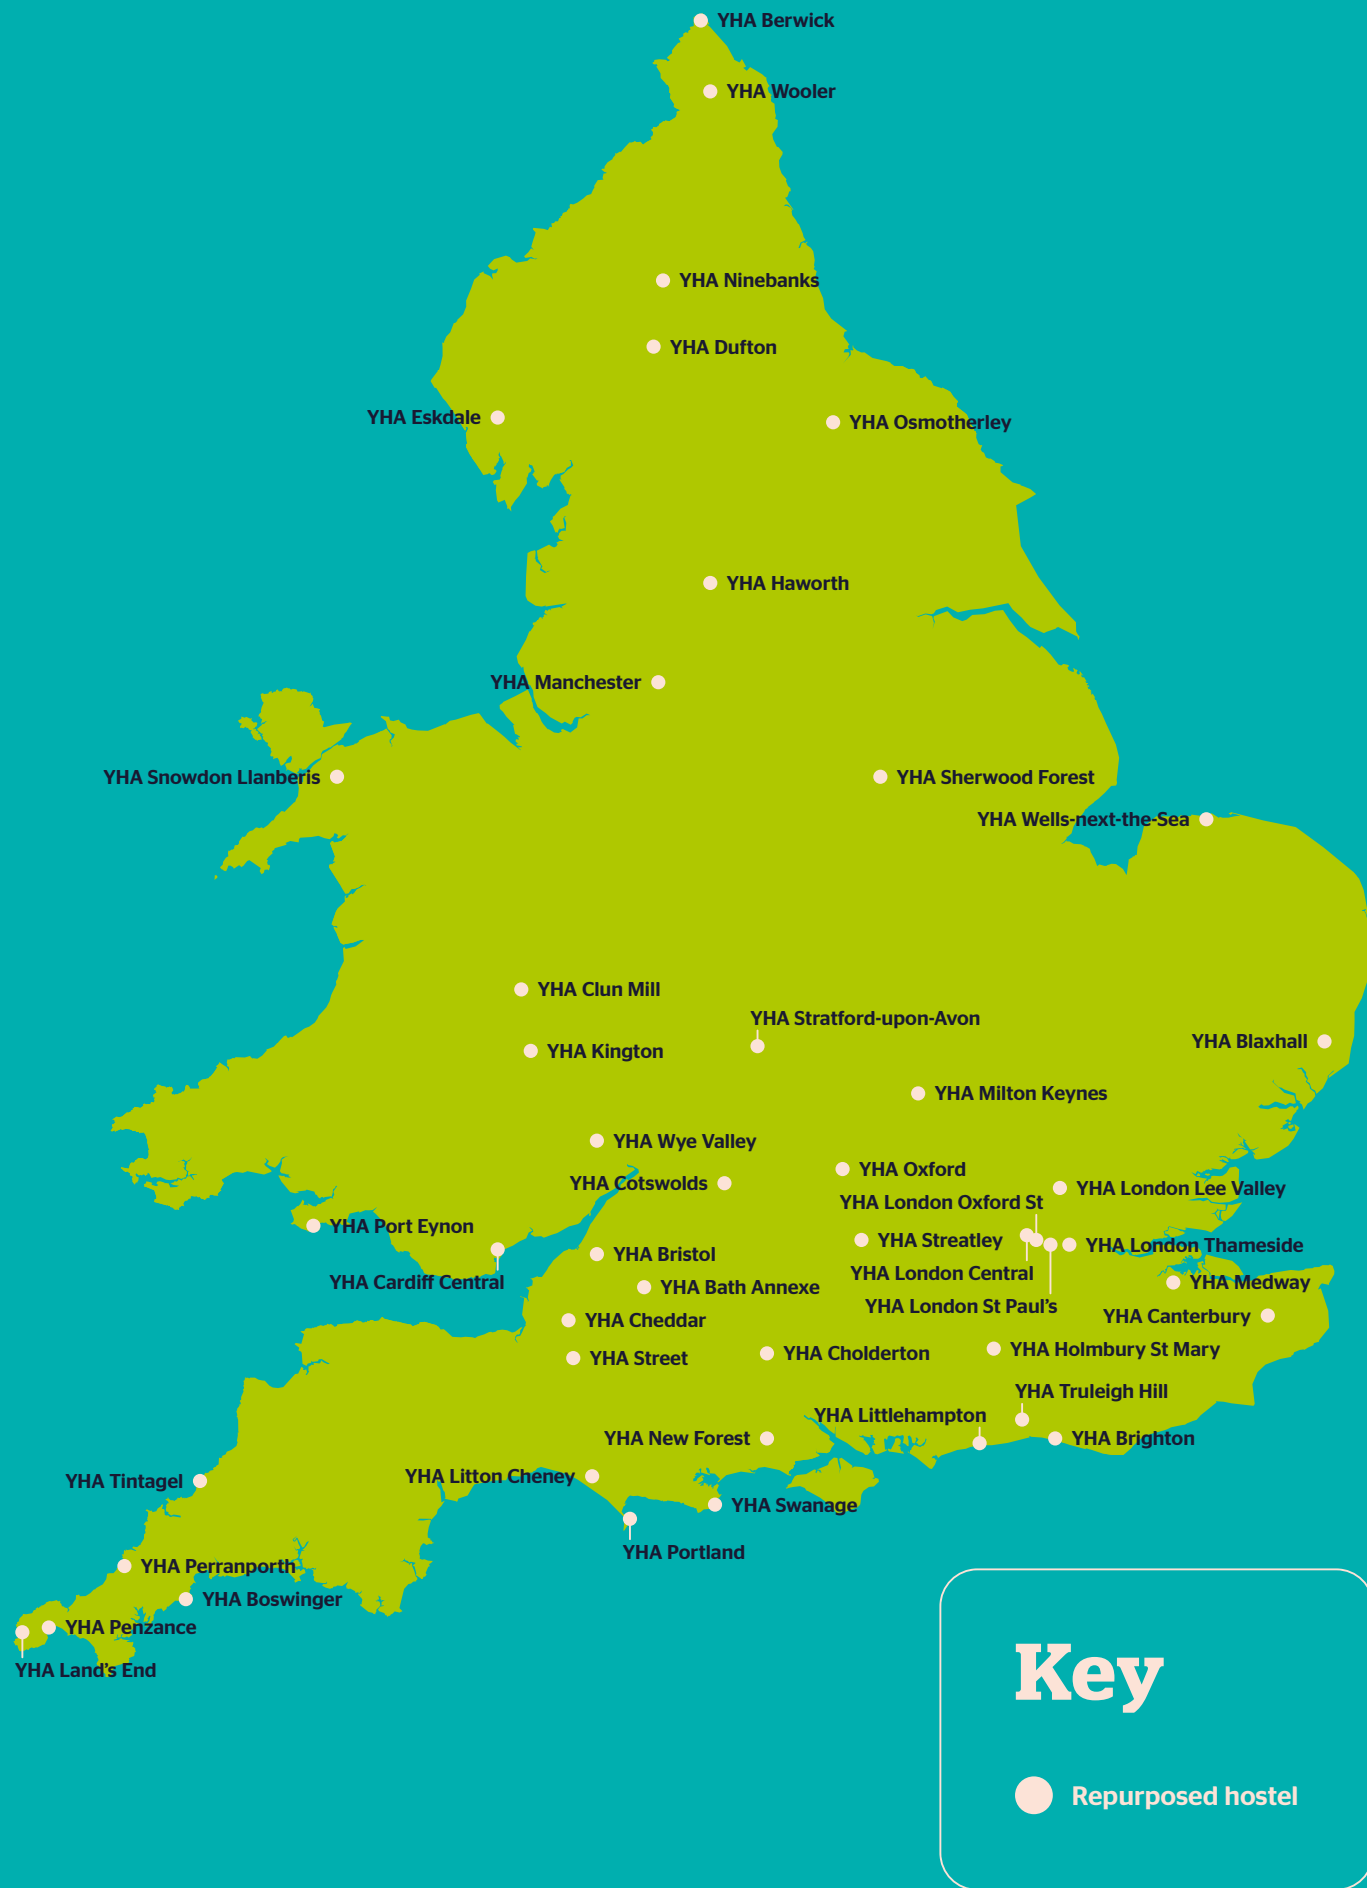 YHA Berwick
YHA Wooler
YHA Ninebanks
YHA Dufton
YHA Eskdale
YHA Osmotherley
YHA Haworth
YHA Manchester
YHA Snowdon Llanberis
YHA Sherwood Forest
YHA Wells-next-the-Sea
YHA Clun Mill
YHA Stratford-upon-Avon
YHA Kington
YHA Blaxhall
YHA Milton Keynes
YHA Wye Valley
YHA Oxford
YHA Cotswolds
YHA London Lee Valley
YHA London Oxford St
YHA Port Eynon
YHA Streatley
YHA London Thameside
YHA Bristol
YHA London Central
YHA Cardiff Central
YHA Medway
YHA Bath Annexe
YHA London St Paul’s
YHA Canterbury
YHA Cheddar
YHA Holmbury St Mary
YHA Cholderton
YHA Street
YHA Truleigh Hill
YHA Littlehampton
YHA New Forest
YHA Brighton
YHA Litton Cheney
YHA Tintagel
YHA Swanage
YHA Portland
YHA Perranporth
YHA Boswinger
YHA Penzance
YHA Land’s End
Key
Repurposed hostel